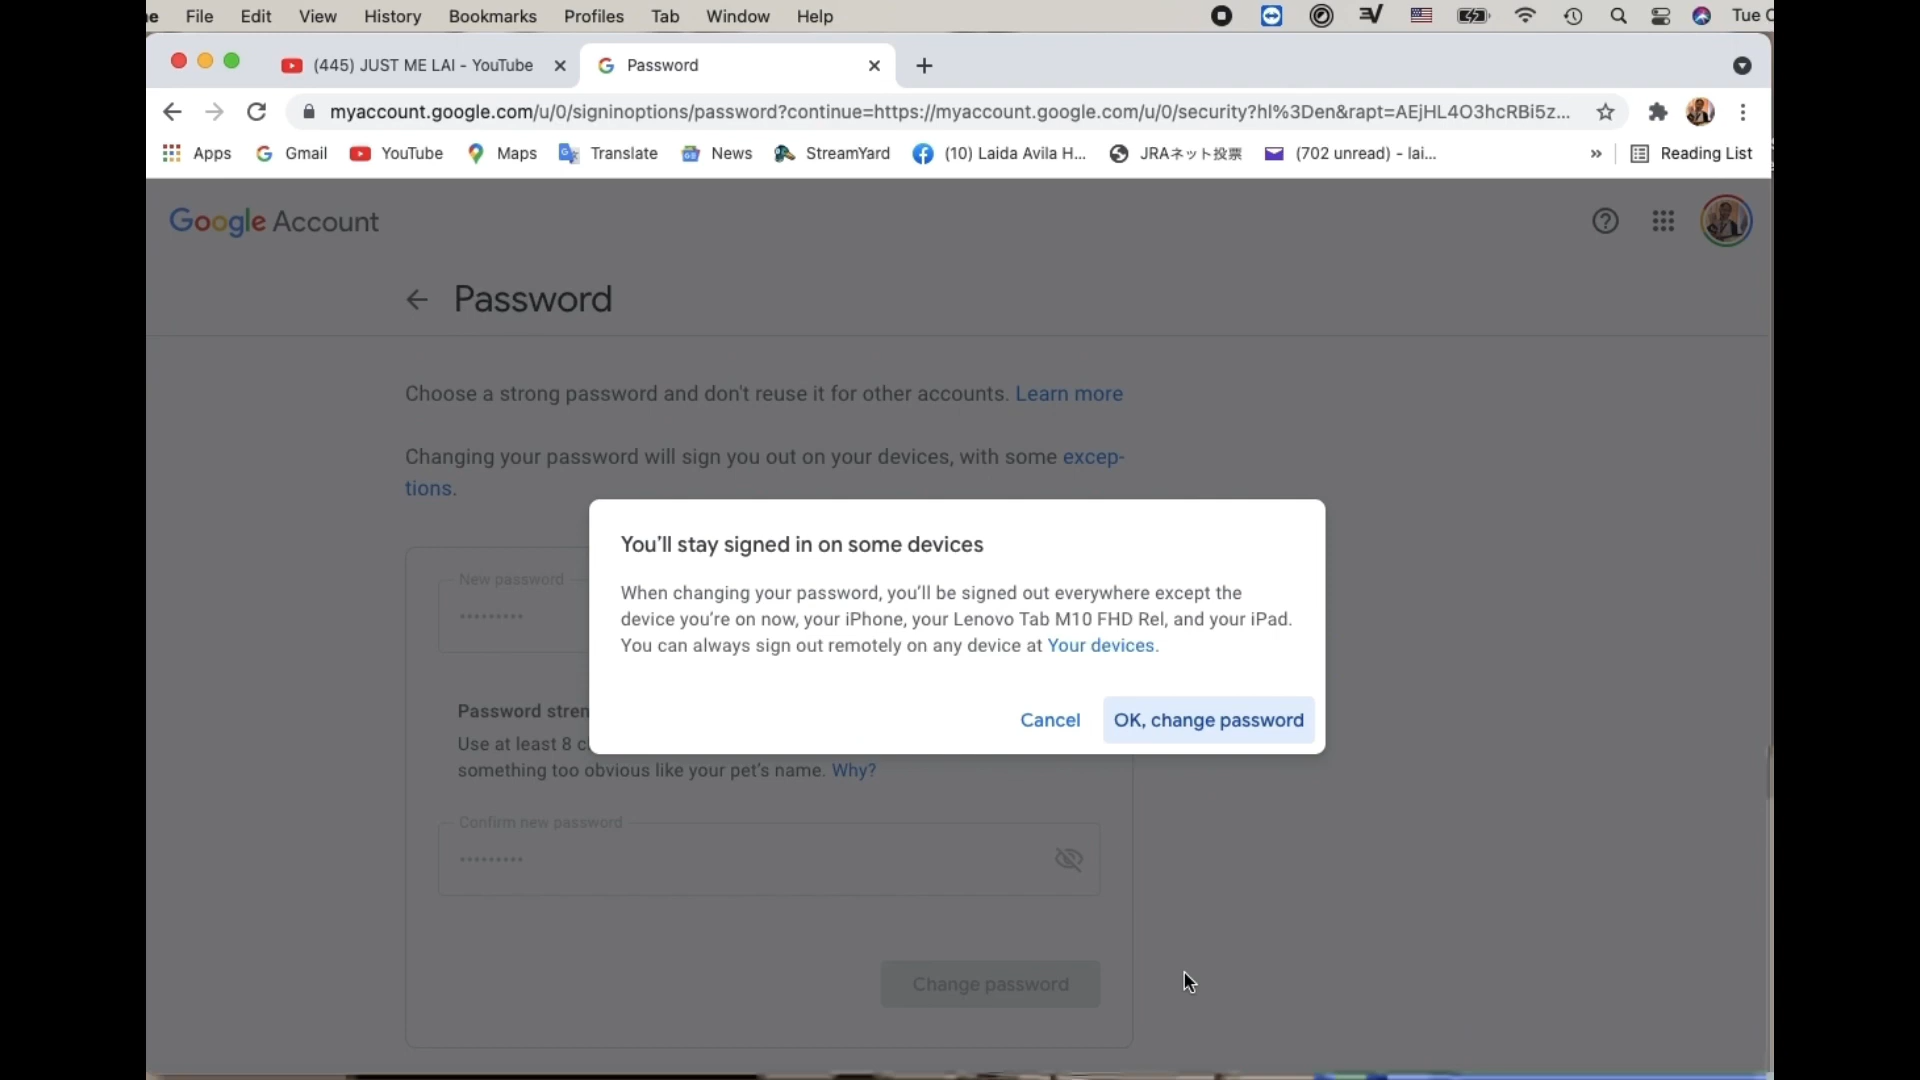 File Edit View History Bookmarks Profiles Tab Window Help Tue
(445) JUST ME LAI - YouTube Password
myaccount.google.com/u/0/signinoptions/password?continue=https://myaccount.google.com/u/0/security?hl%3Den&rapt=AEjHL4O3hcRBi5z...
Apps Gmail YouTube Maps Translate News StreamYard (10) Laida Avila H... JRAネット投票 (702 unread) - lai... » Reading List
Google Account
Password
Choose a strong password and don't reuse it for other accounts. Learn more
Changing your password will sign you out on your devices, with some excep-
tions.
You’ll stay signed in on some devices
When changing your password, you’ll be signed out everywhere except the
device you’re on now, your iPhone, your Lenovo Tab M10 FHD Rel, and your iPad.
You can always sign out remotely on any device at Your devices.
Cancel OK, change password
New password
Password stren
Use at least 8 c
something too obvious like your pet’s name. Why?
Confirm new password
Change password